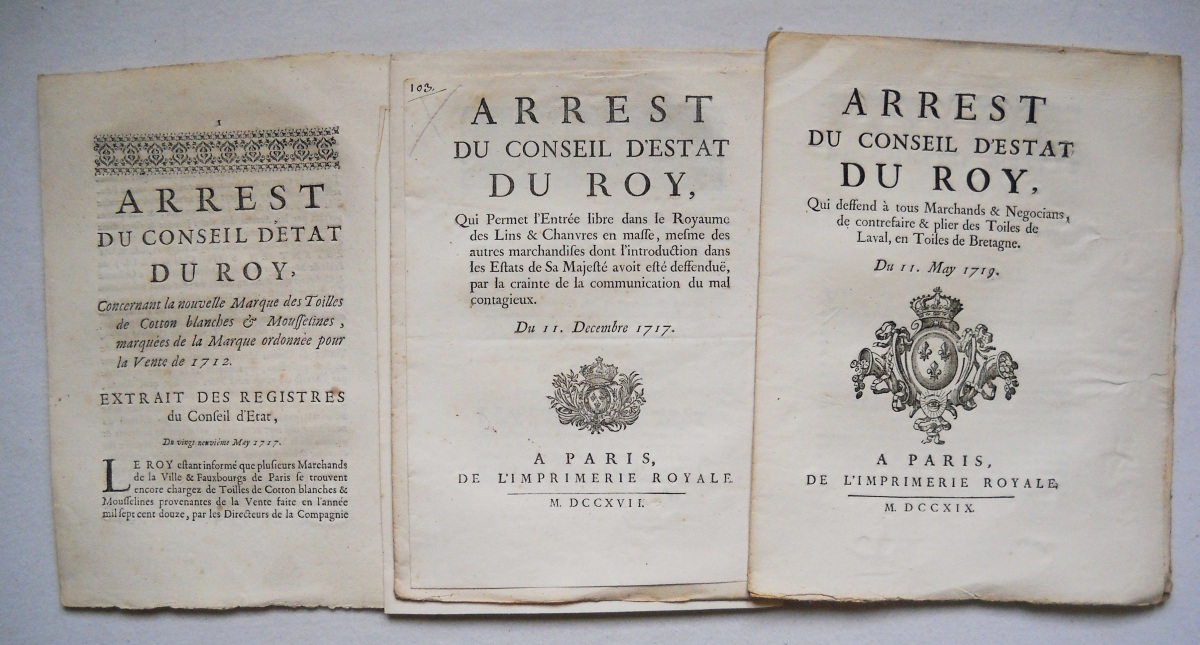 1
ARREST
DU CONSEIL D'ÉTAT
DU ROY,
Concernant la nouvelle Marque des Toilles
de Cotton blanches & Mousselines,
marquées de la Marque ordonnée pour
la Vente de 1712.
EXTRAIT DES REGISTRES
du Conseil d'Etat,
Du vingt neuviéme May 1717.
LE ROY estant informé que plusieurs Marchands
de la Ville & Fauxbourgs de Paris se trouvent
encore chargez de Toilles de Cotton blanches &
Mousselines provenantes de la Vente faite en l'année
mil sept cent douze, par les Directeurs de la Compagnie
103.
ARREST
DU CONSEIL D'ESTAT
DU ROY,
Qui Permet l'Entrée libre dans le Royaume
des Lins & Chanvres en masse, mesme des
autres marchandises dont l'introduction dans
les Estats de Sa Majesté avoit esté deffenduë,
par la crainte de la communication du mal
contagieux.
Du 11. Decembre 1717.
A PARIS,
DE L'IMPRIMERIE ROYALE.
M. DCCXVII.
ARREST
DU CONSEIL D'ESTAT
DU ROY,
Qui deffend à tous Marchands & Negocians,
de contrefaire & plier des Toiles de
Laval, en Toiles de Bretagne.
Du 11. May 1719.
A PARIS,
DE L'IMPRIMERIE ROYALE,
M. DCCXIX.